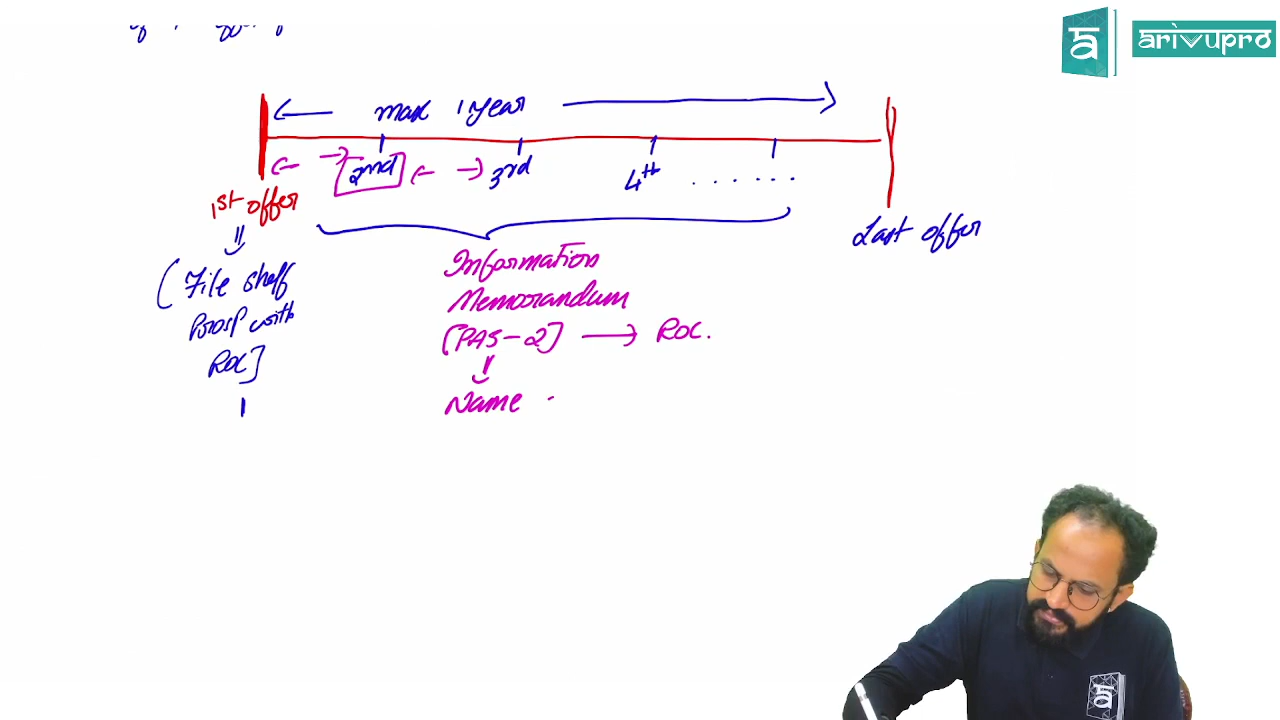 arivupro
max 1 year
2nd
3rd
4th .......
1st offer
Last offer
(File shelf
Prosp with
ROC]
Information
Memorandum
[PAS-2] → ROC.
Name